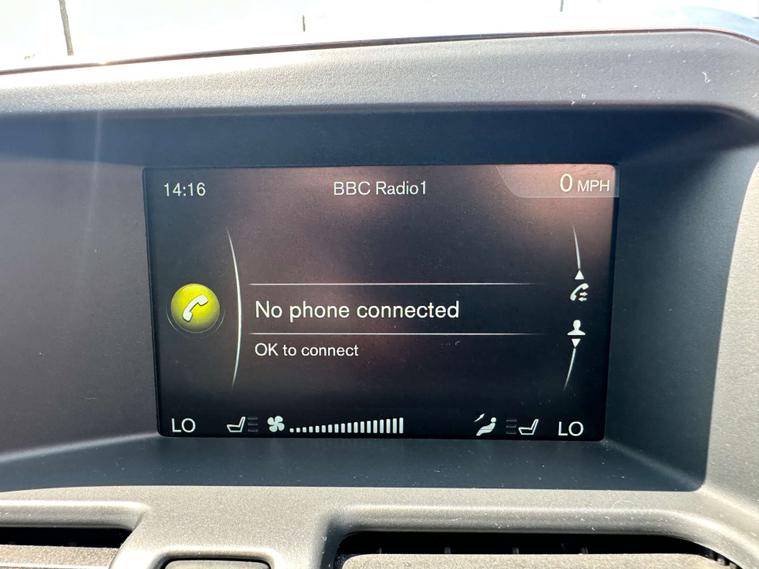 14:16 BBC Radio1 0 MPH
No phone connected
OK to connect
LO LO